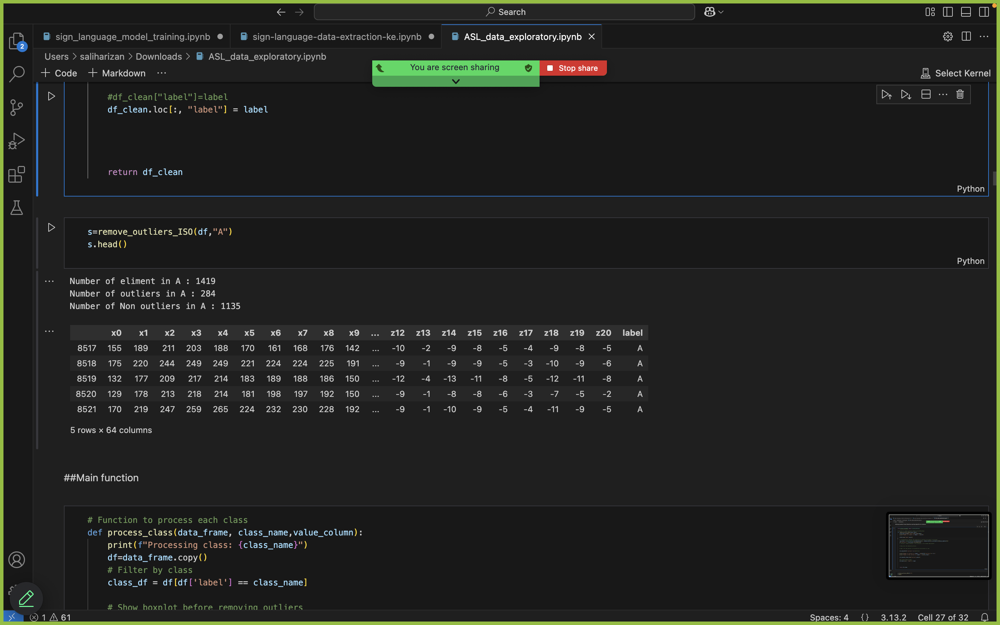 Search
sign_language_model_training.ipynb
sign-language-data-extraction-ke.ipynb
ASL_data_exploratory.ipynb
2
Users > saliharizan > Downloads > ASL_data_exploratory.ipynb
You are screen sharing
Stop share
+ Code + Markdown ...
Select Kernel
#df_clean["label"]=label
df_clean.loc[:, "label"] = label
return df_clean
Python
s=remove_outliers_ISO(df,"A")
s.head()
Python
... Number of eliment in A : 1419
Number of outliers in A : 284
Number of Non outliers in A : 1135
... x0 x1 x2 x3 x4 x5 x6 x7 x8 x9 ... z12 z13 z14 z15 z16 z17 z18 z19 z20 label
8517 155 189 211 203 188 170 161 168 176 142 ... -10 -2 -9 -8 -5 -4 -9 -8 -5 A
8518 175 220 244 249 249 221 224 224 225 191 ... -9 -1 -9 -9 -5 -3 -10 -9 -6 A
8519 132 177 209 217 214 183 189 188 186 150 ... -12 -4 -13 -11 -8 -5 -12 -11 -8 A
8520 129 178 213 218 214 181 198 197 192 150 ... -9 -1 -8 -8 -6 -3 -7 -5 -2 A
8521 170 219 247 259 265 224 232 230 228 192 ... -9 -1 -10 -9 -5 -4 -11 -9 -5 A
5 rows × 64 columns
##Main function
# Function to process each class
def process_class(data_frame, class_name,value_column):
print(f"Processing class: {class_name}")
df=data_frame.copy()
# Filter by class
class_df = df[df['label'] == class_name]
# Show boxplot before removing outliers
1 61
Spaces: 4 {} 3.13.2 Cell 27 of 32